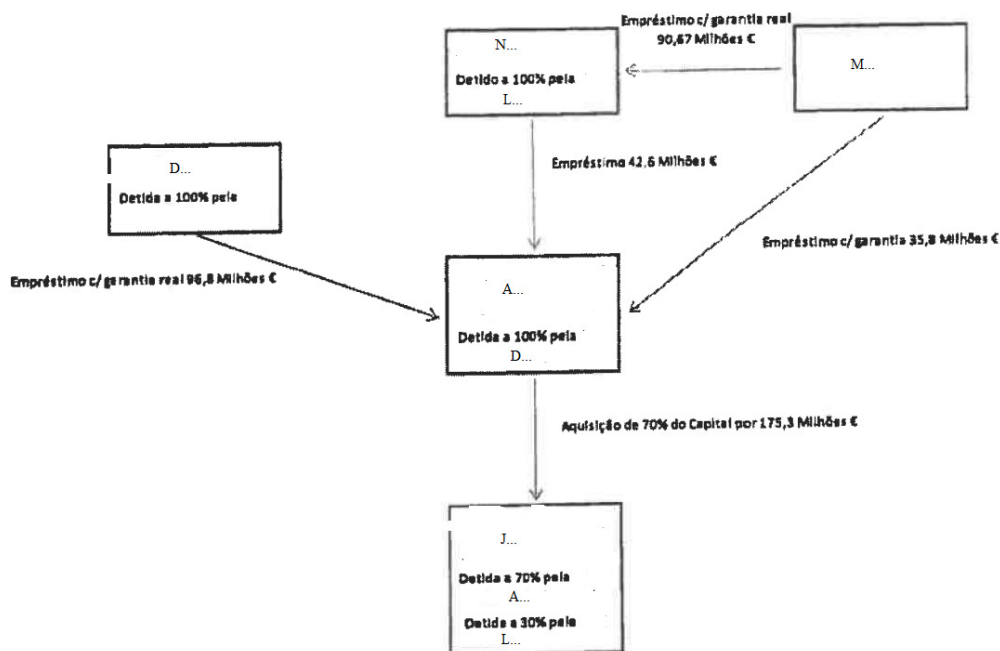 Empréstimo c/ garantia real
90,67 Milhões €
N...
Detido a 100% pela
L...
M...
Empréstimo 42,6 Milhões €
D...
Detida a 100% pela
Empréstimo c/ garantia 35,8 Milhões €
Empréstimo c/ garantia real 96,8 Milhões €
A...
Detida a 100% pela
D...
Aquisição de 70% do Capital por 175,3 Milhões €
J...
Detida a 70% pela
A...
Detida a 30% pela
L...